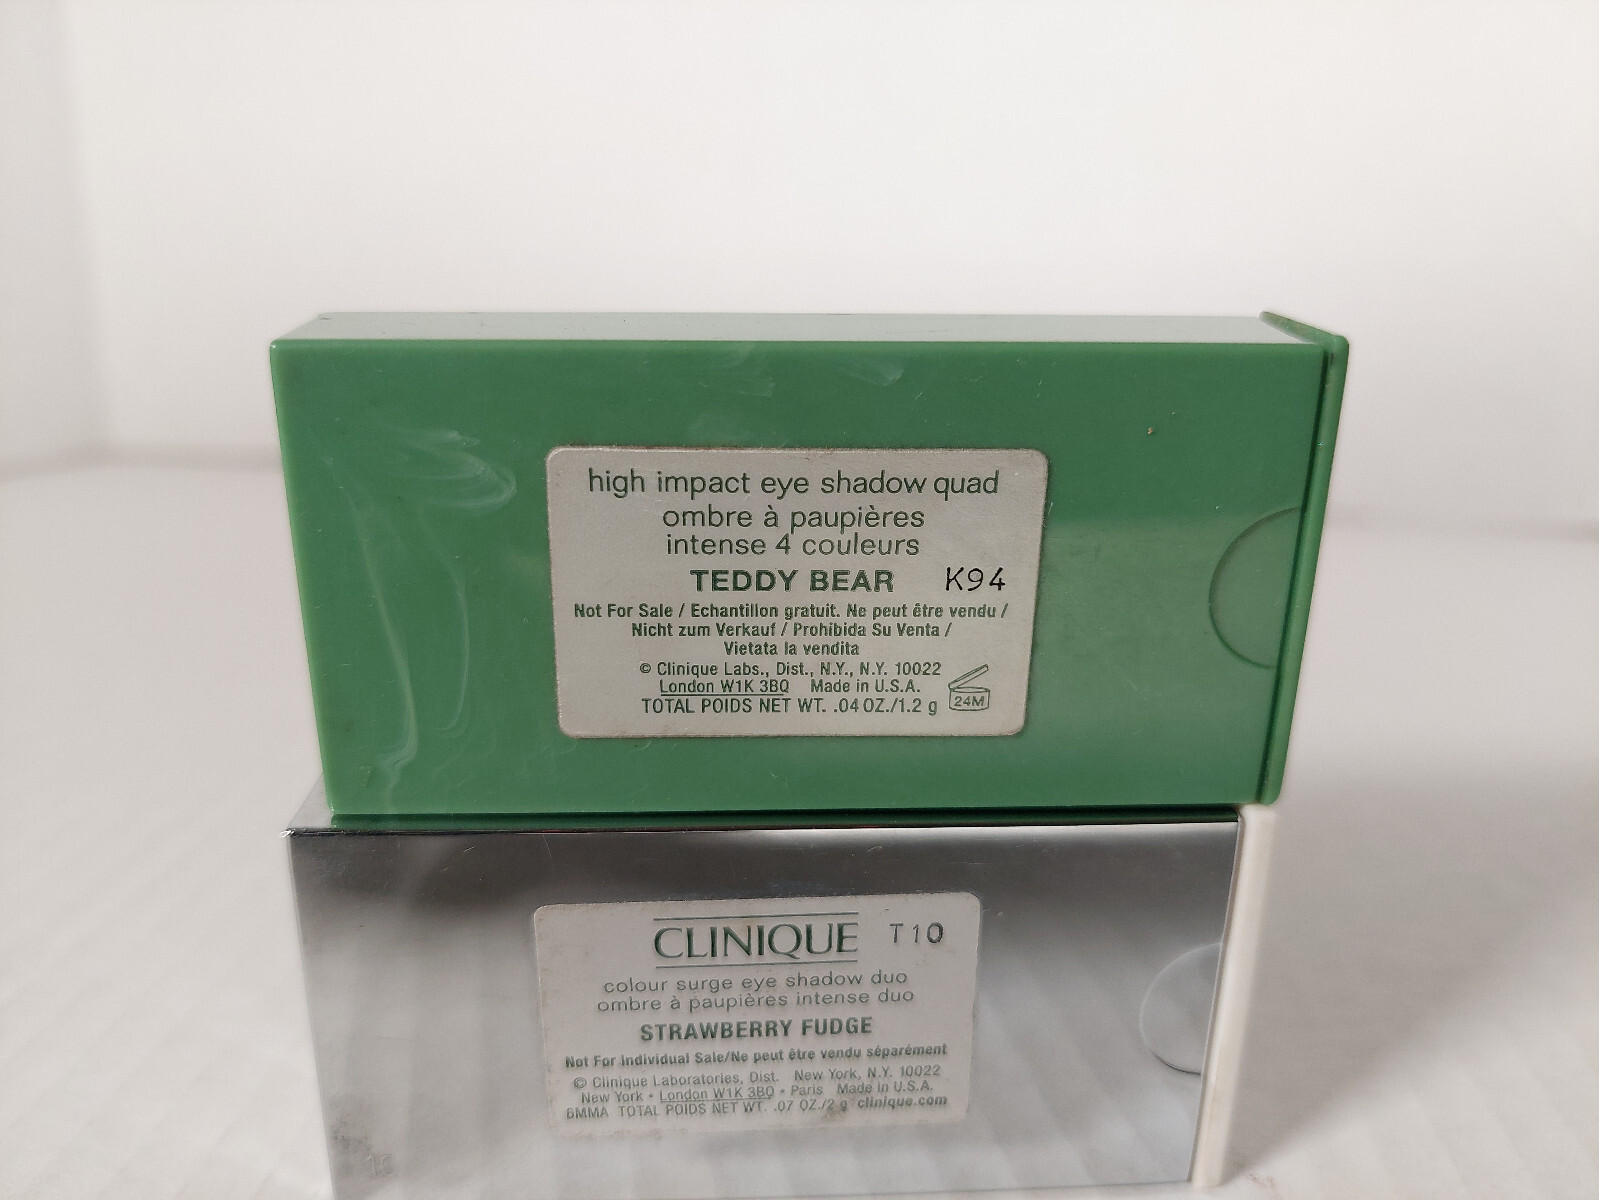 high impact eye shadow quad
ombre à paupières
intense 4 couleurs
TEDDY BEAR K94
Not For Sale / Echantillon gratuit. Ne peut être vendu /
Nicht zum Verkauf / Prohibida Su Venta /
Vietata la vendita
© Clinique Labs., Dist., N.Y., N.Y. 10022
London W1K 3BQ Made in U.S.A.
TOTAL POIDS NET WT. .04 OZ./1.2 g 24M
CLINIQUE T10
colour surge eye shadow duo
ombre à paupières intense duo
STRAWBERRY FUDGE
Not For Individual Sale/Ne peut être vendu séparément
© Clinique Laboratories, Dist. New York, N.Y. 10022
New York • London W1K 3BQ • Paris Made in U.S.A.
6MMA TOTAL POIDS NET WT. .07 OZ./2 g clinique.com